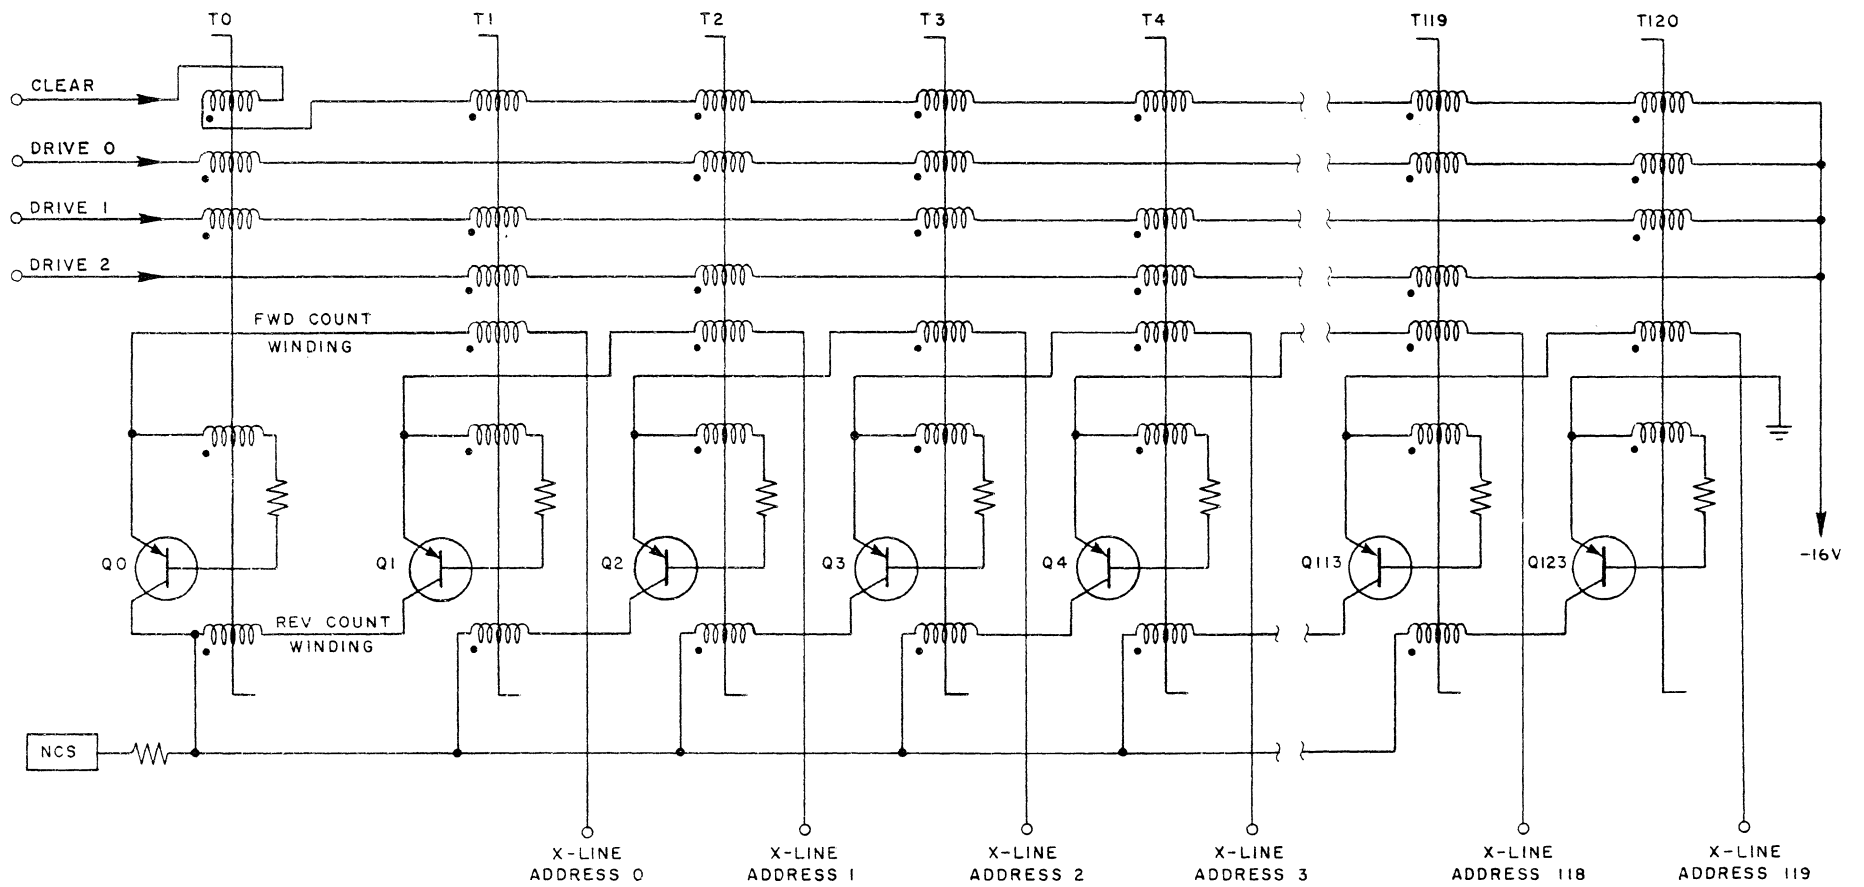 T0 T1 T2 T3 T4 T119 T120
CLEAR
DRIVE 0
DRIVE 1
DRIVE 2
FWD COUNT
WINDING
Q0 Q1 Q2 Q3 Q4 Q113 Q123
-16V
REV COUNT
WINDING
NCS
X-LINE
ADDRESS 0
X-LINE
ADDRESS 1
X-LINE
ADDRESS 2
X-LINE
ADDRESS 3
X-LINE
ADDRESS 118
X-LINE
ADDRESS 119